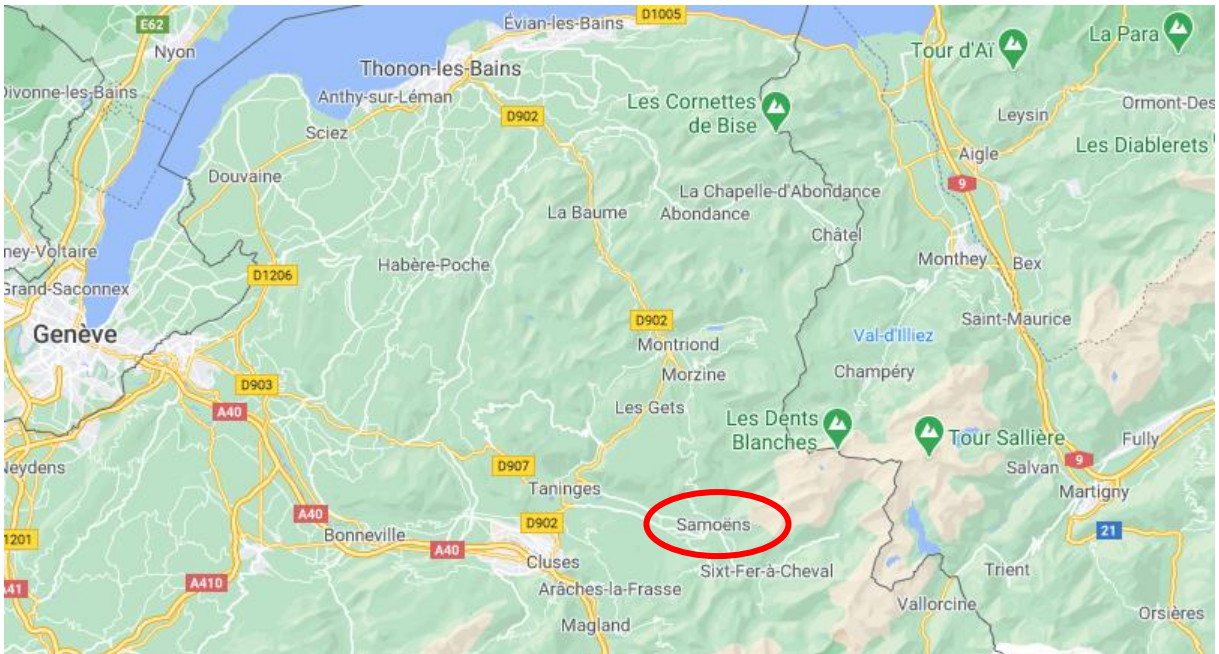 E62
Évian-les-Bains
D1005
La Para
Nyon
Tour d'Aï
Thonon-les-Bains
Divonne-les-Bains
Anthy-sur-Léman
Les Cornettes
de Bise
Leysin
Ormont-Des
D902
Sciez
Les Diablerets
Aigle
Douvaine
9
La Chapelle-d'Abondance
La Baume
Abondance
Châtel
ney-Voltaire
Habère-Poche
Monthey
Bex
D1206
Grand-Saconnex
Genève
D902
Saint-Maurice
Montriond
Val-d'Illiez
Morzine
Champéry
D903
A40
Les Gets
Les Dents
Blanches
Tour Sallière
Fully
Neydens
D907
9
Salvan
Taninges
Martigny
A40
D902
Samoëns
21
1201
Bonneville
A40
Cluses
Sixt-Fer-à-Cheval
Trient
A410
41
Arâches-la-Frasse
Vallorcine
Orsières
Magland